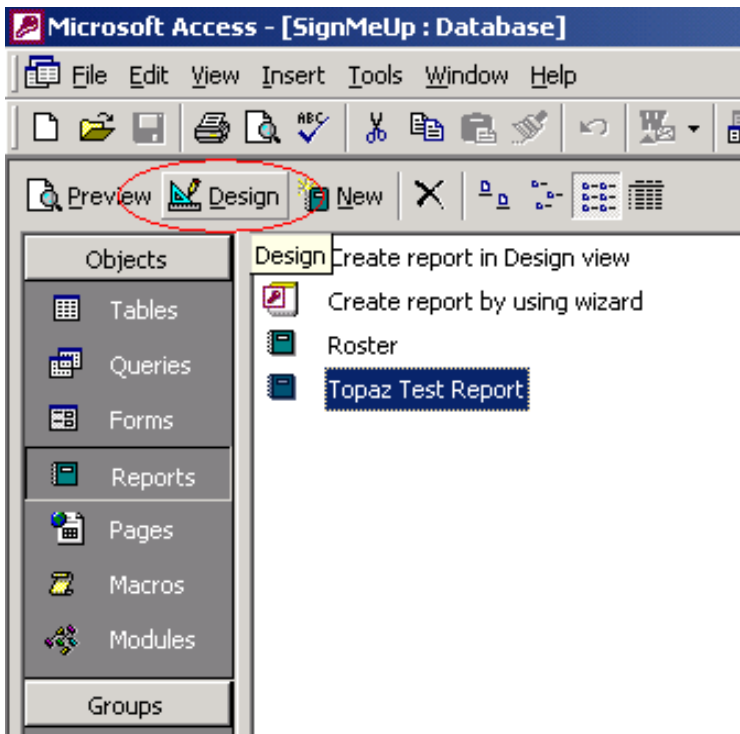 Microsoft Access - [SignMeUp : Database]
File Edit View Insert Tools Window Help
ABC
Preview Design New
Objects
Tables
Queries
Forms
Reports
Pages
Macros
Modules
Groups
Design Create report in Design view
Create report by using wizard
Roster
Topaz Test Report